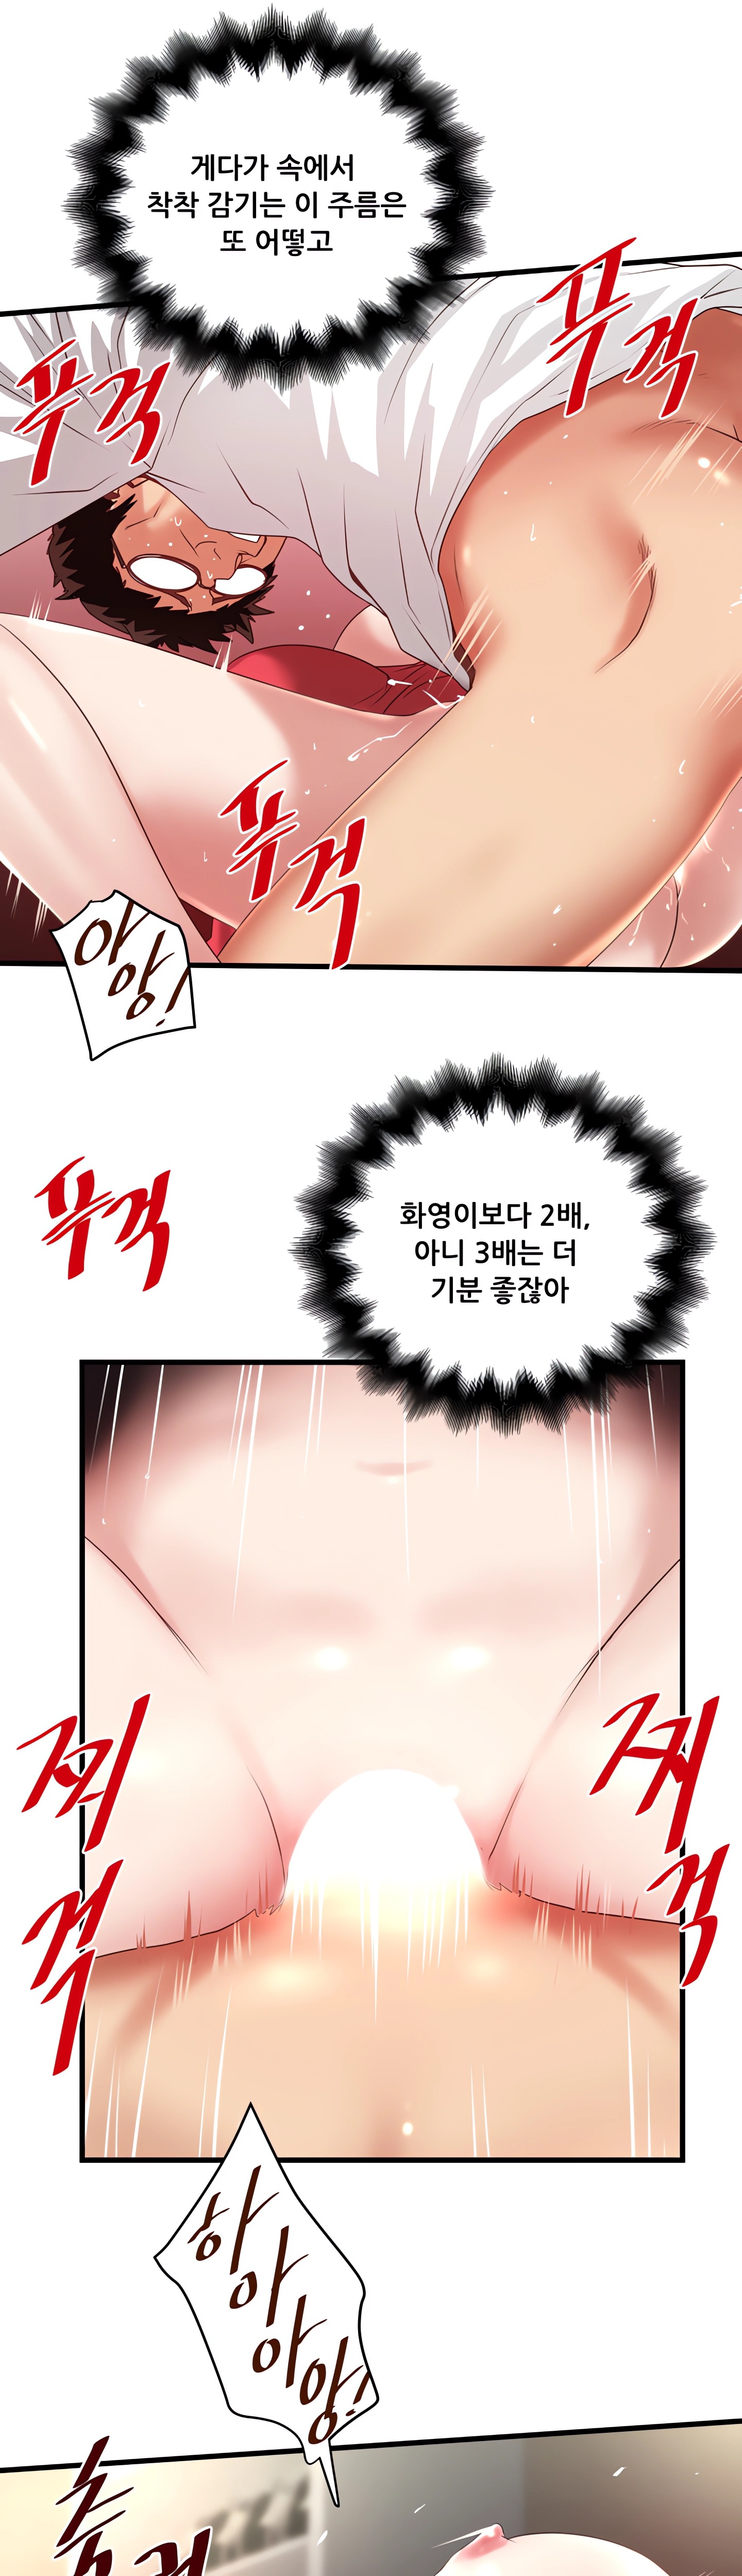 게다가 속에서
착착 감기는 이 주름은
또 어떻고
푸걱
푸걱
푸걱
아앙!
푸걱
화영이보다 2배,
아니 3배는 더
기분 좋잖아
쩌걱
쩌걱
하아아앙!